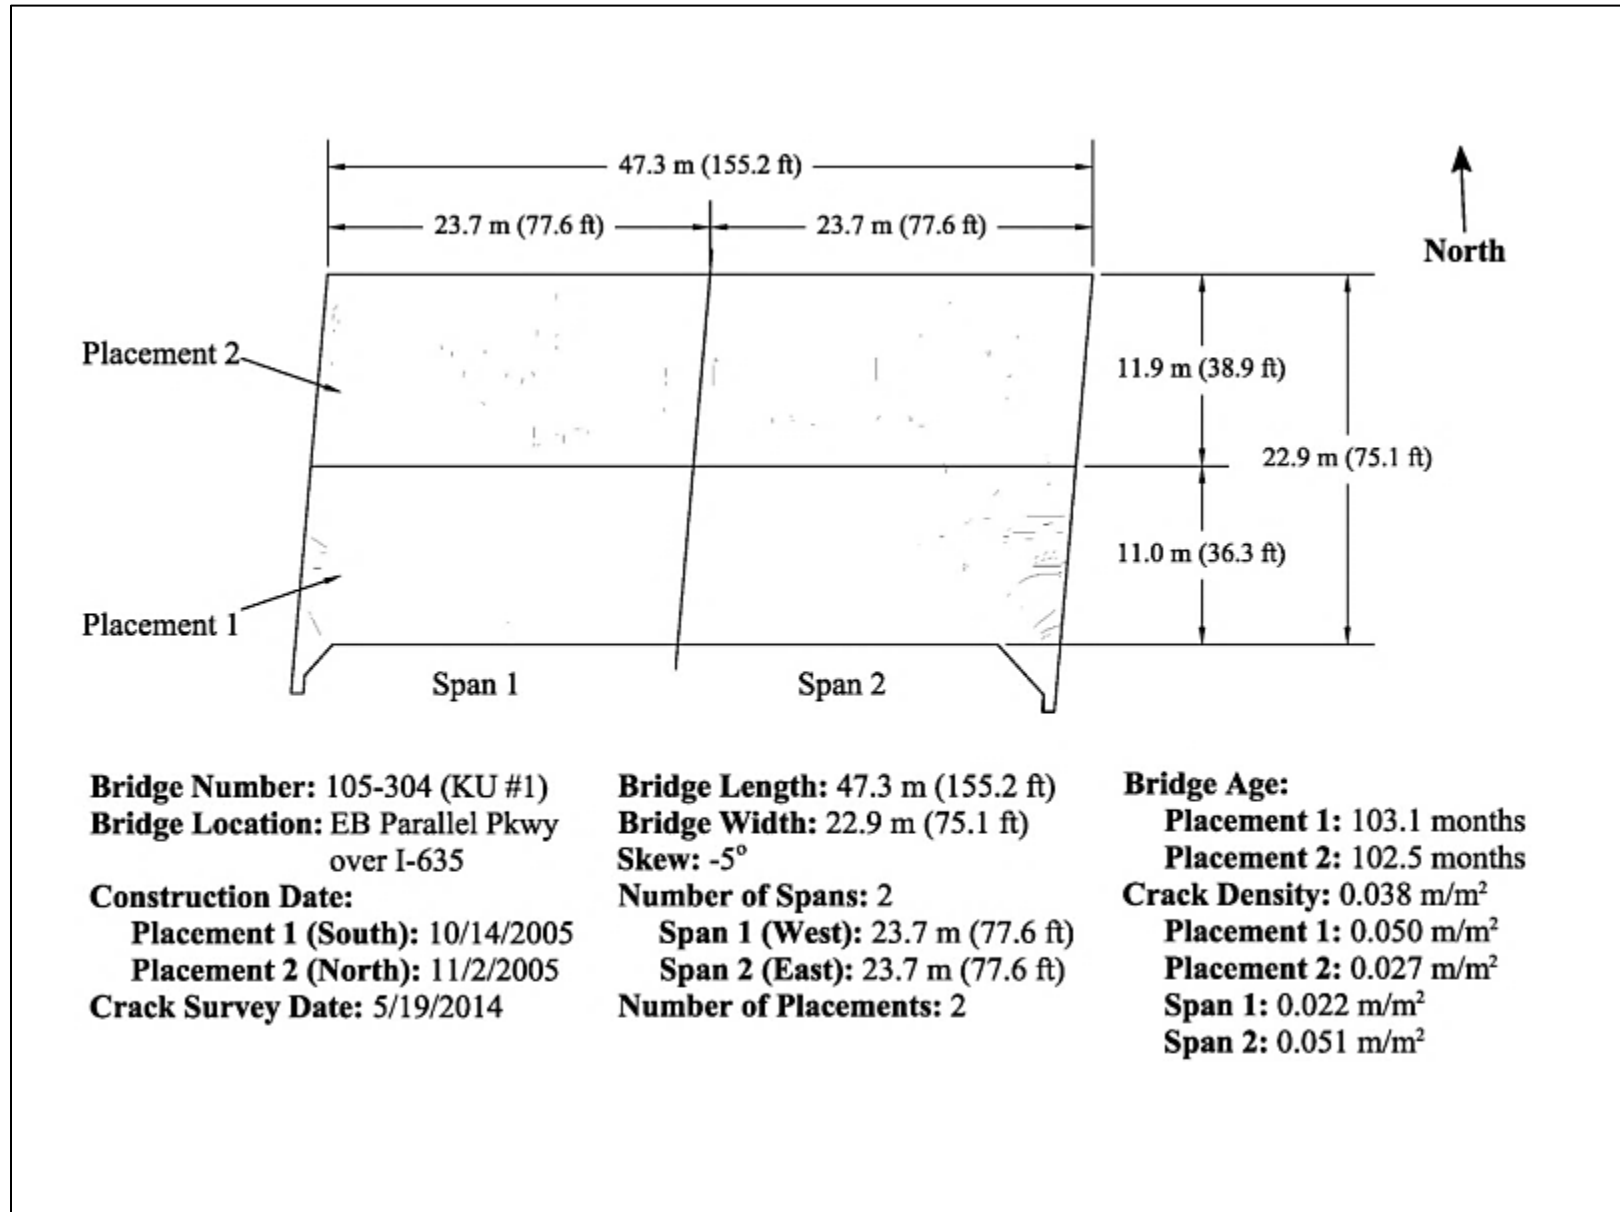 47.3 m (155.2 ft)
23.7 m (77.6 ft)
23.7 m (77.6 ft)
North
Placement 2
11.9 m (38.9 ft)
22.9 m (75.1 ft)
11.0 m (36.3 ft)
Placement 1
Span 1
Span 2
Bridge Number: 105-304 (KU #1)
Bridge Location: EB Parallel Pkwy
over I-635
Construction Date:
Placement 1 (South): 10/14/2005
Placement 2 (North): 11/2/2005
Crack Survey Date: 5/19/2014
Bridge Length: 47.3 m (155.2 ft)
Bridge Width: 22.9 m (75.1 ft)
Skew: -5°
Number of Spans: 2
Span 1 (West): 23.7 m (77.6 ft)
Span 2 (East): 23.7 m (77.6 ft)
Number of Placements: 2
Bridge Age:
Placement 1: 103.1 months
Placement 2: 102.5 months
Crack Density: 0.038 m/m²
Placement 1: 0.050 m/m²
Placement 2: 0.027 m/m²
Span 1: 0.022 m/m²
Span 2: 0.051 m/m²